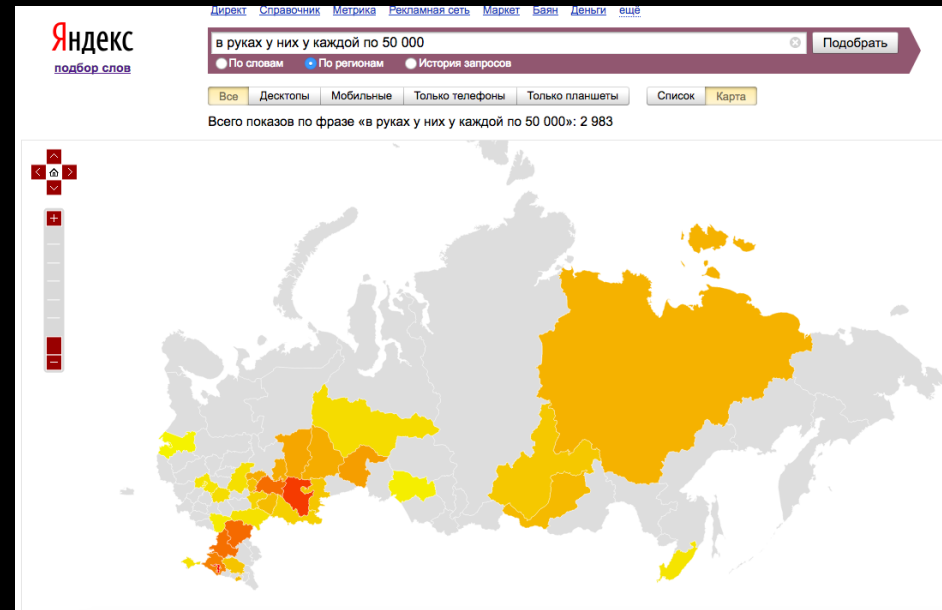 Директ Справочник Метрика Рекламная сеть Маркет Баян Деньги ещё
Яндекс
подбор слов
в руках у них у каждой по 50 000
Подобрать
По словам По регионам История запросов
Все Десктопы Мобильные Только телефоны Только планшеты Список Карта
Всего показов по фразе «в руках у них у каждой по 50 000»: 2 983